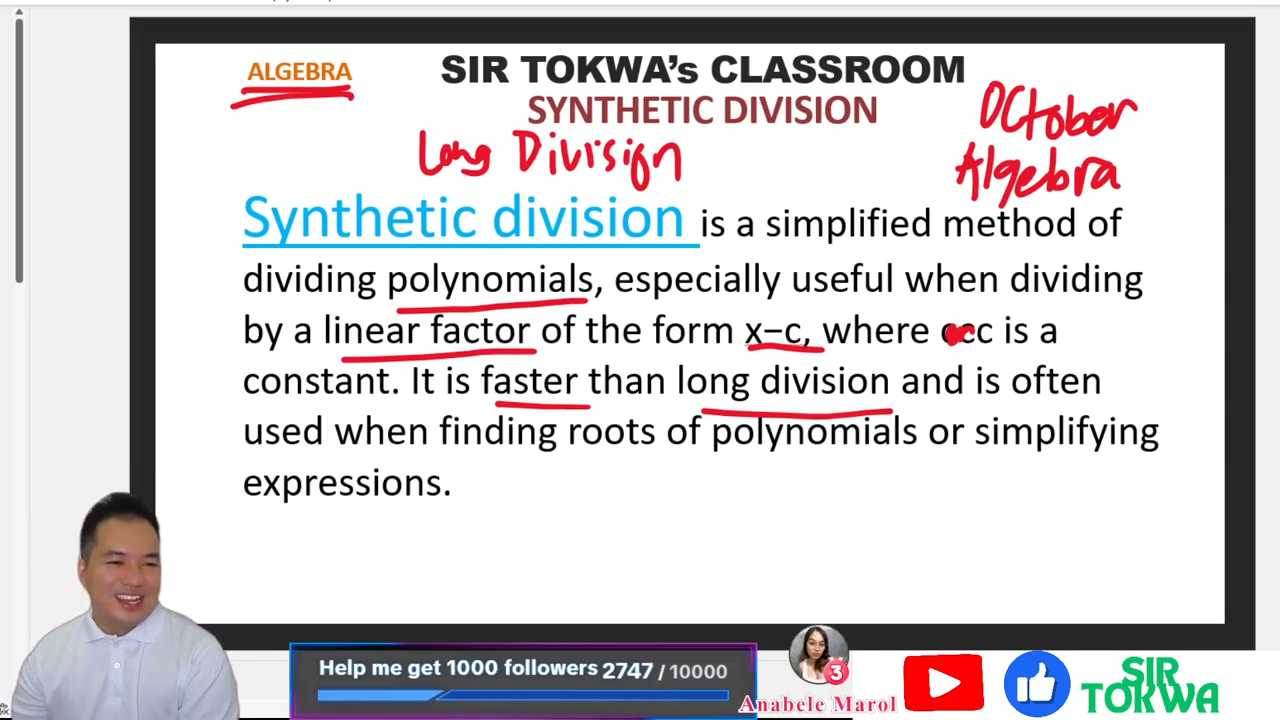 ALGEBRA
SIR TOKWA's CLASSROOM
SYNTHETIC DIVISION
October
Long Division
Algebra
Synthetic division is a simplified method of
dividing polynomials, especially useful when dividing
by a linear factor of the form x−c, where c is a
constant. It is faster than long division and is often
used when finding roots of polynomials or simplifying
expressions.
Help me get 1000 followers 2747 / 10000
3
Anabele Marol
SIR
TOKWA